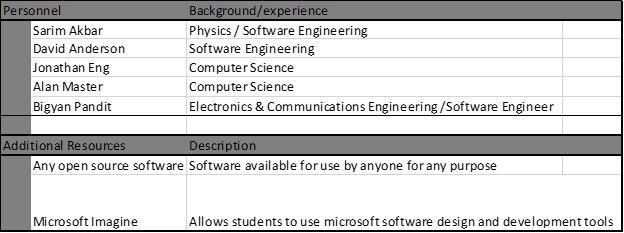 Personnel Background/experience
Sarim Akbar Physics / Software Engineering
David Anderson Software Engineering
Jonathan Eng Computer Science
Alan Master Computer Science
Bigyan Pandit Electronics & Communications Engineering /Software Engineer
Additional Resources Description
Any open source software Software available for use by anyone for any purpose
Microsoft Imagine Allows students to use microsoft software design and development tools